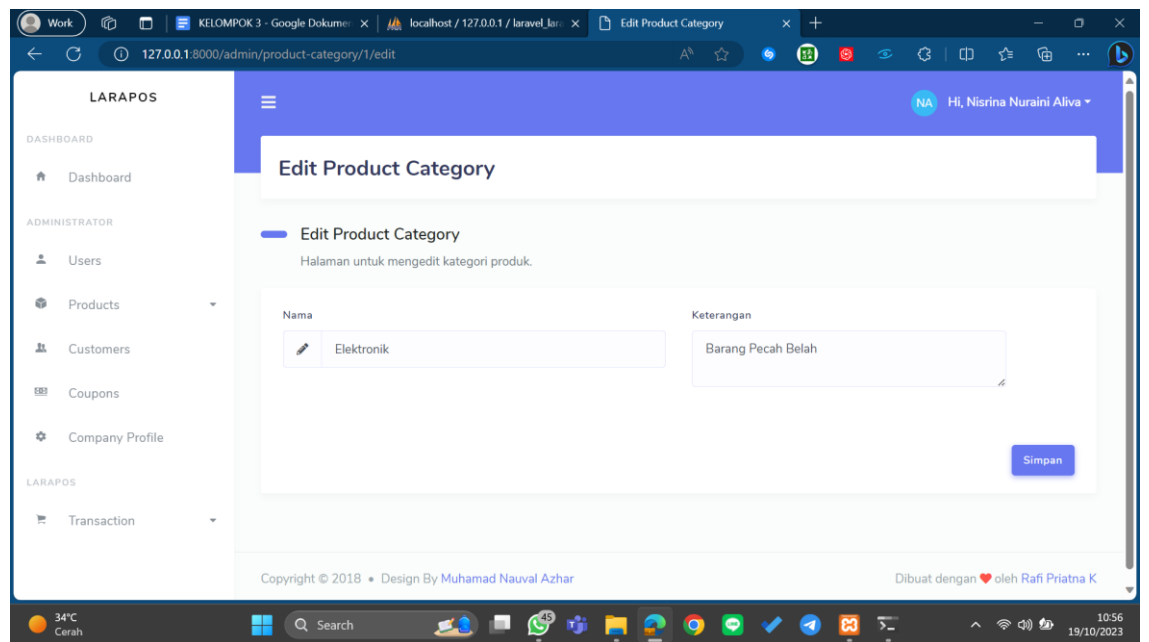 Work
KELOMPOK 3 - Google Dokumen
localhost / 127.0.0.1 / laravel_lara
Edit Product Category
127.0.0.1:8000/admin/product-category/1/edit
LARAPOS
NA Hi, Nisrina Nuraini Aliva
DASHBOARD
Dashboard
Edit Product Category
ADMINISTRATOR
Users
Products
Customers
Coupons
Company Profile
LARAPOS
Transaction
Edit Product Category
Halaman untuk mengedit kategori produk.
Nama
Elektronik
Keterangan
Barang Pecah Belah
Simpan
Copyright © 2018 • Design By Muhamad Nauval Azhar
Dibuat dengan ❤ oleh Rafi Priatna K
34°C
Cerah
Search
45
10:56
19/10/2023